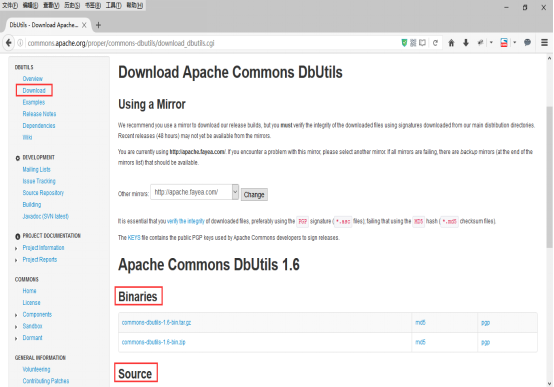 文件(F) 编辑(E) 查看(V) 历史(S) 书签(B) 工具(T) 帮助(H)
DbUtils - Download Apache... × +
commons.apache.org/proper/commons-dbutils/download_dbutils.cgi
DBUTILS
Overview
Download
Examples
Release Notes
Dependencies
Wiki
DEVELOPMENT
Mailing Lists
Issue Tracking
Source Repository
Building
Javadoc (SVN latest)
PROJECT DOCUMENTATION
Project Information
Project Reports
COMMONS
Home
License
Components
Sandbox
Dormant
GENERAL INFORMATION
Volunteering
Contributing Patches
Download Apache Commons DbUtils
Using a Mirror
We recommend you use a mirror to download our release builds, but you must verify the integrity of the downloaded files using signatures downloaded from our main distribution directories.
Recent releases (48 hours) may not yet be available from the mirrors.
You are currently using http://apache.fayea.com/. If you encounter a problem with this mirror, please select another mirror. If all mirrors are failing, there are backup mirrors (at the end of the
mirrors list) that should be available.
Other mirrors: http://apache.fayea.com/ Change
It is essential that you verify the integrity of downloaded files, preferably using the PGP signature (*.asc files); failing that using the MD5 hash (*.md5 checksum files).
The KEYS file contains the public PGP keys used by Apache Commons developers to sign releases.
Apache Commons DbUtils 1.6
Binaries
commons-dbutils-1.6-bin.tar.gz md5 pgp
commons-dbutils-1.6-bin.zip md5 pgp
Source